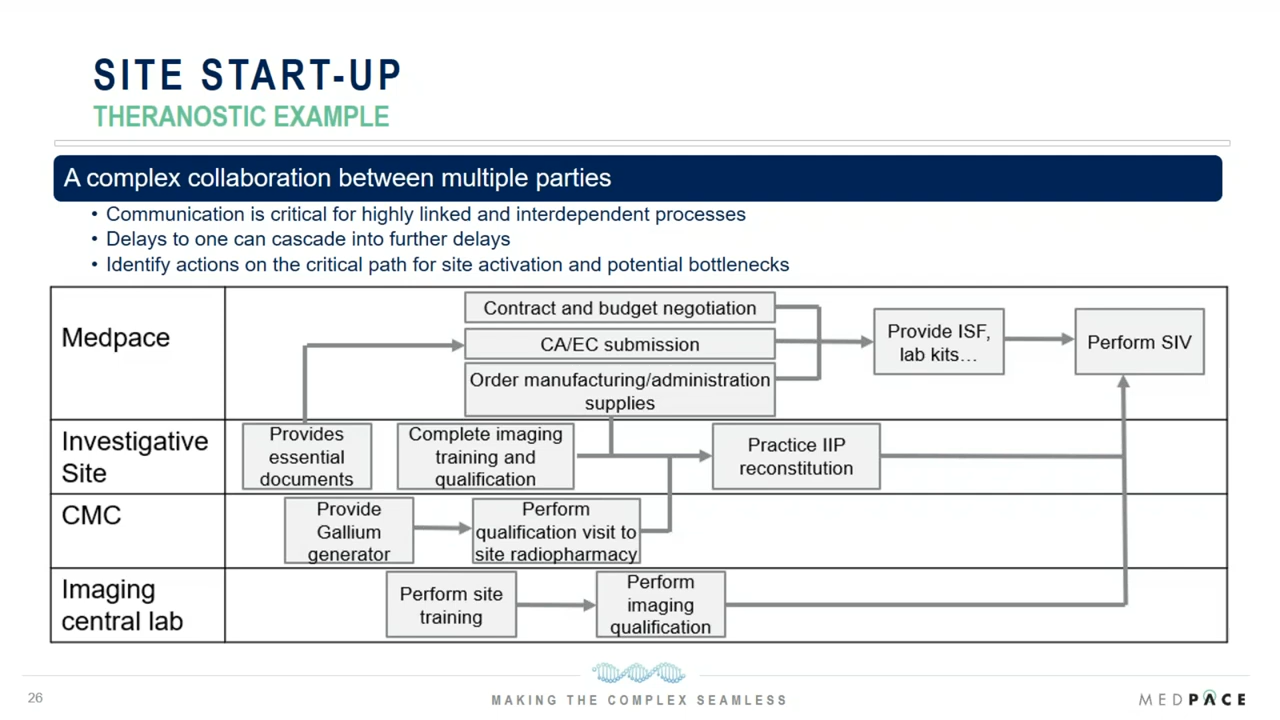 SITE START-UP
THERANOSTIC EXAMPLE
A complex collaboration between multiple parties
• Communication is critical for highly linked and interdependent processes
• Delays to one can cascade into further delays
• Identify actions on the critical path for site activation and potential bottlenecks
Medpace
Contract and budget negotiation
CA/EC submission
Order manufacturing/administration
supplies
Provide ISF,
lab kits…
Perform SIV
Investigative
Site
Provides
essential
documents
Complete imaging
training and
qualification
Practice IIP
reconstitution
CMC
Provide
Gallium
generator
Perform
qualification visit to
site radiopharmacy
Imaging
central lab
Perform site
training
Perform
imaging
qualification
26
MAKING THE COMPLEX SEAMLESS
MEDPACE